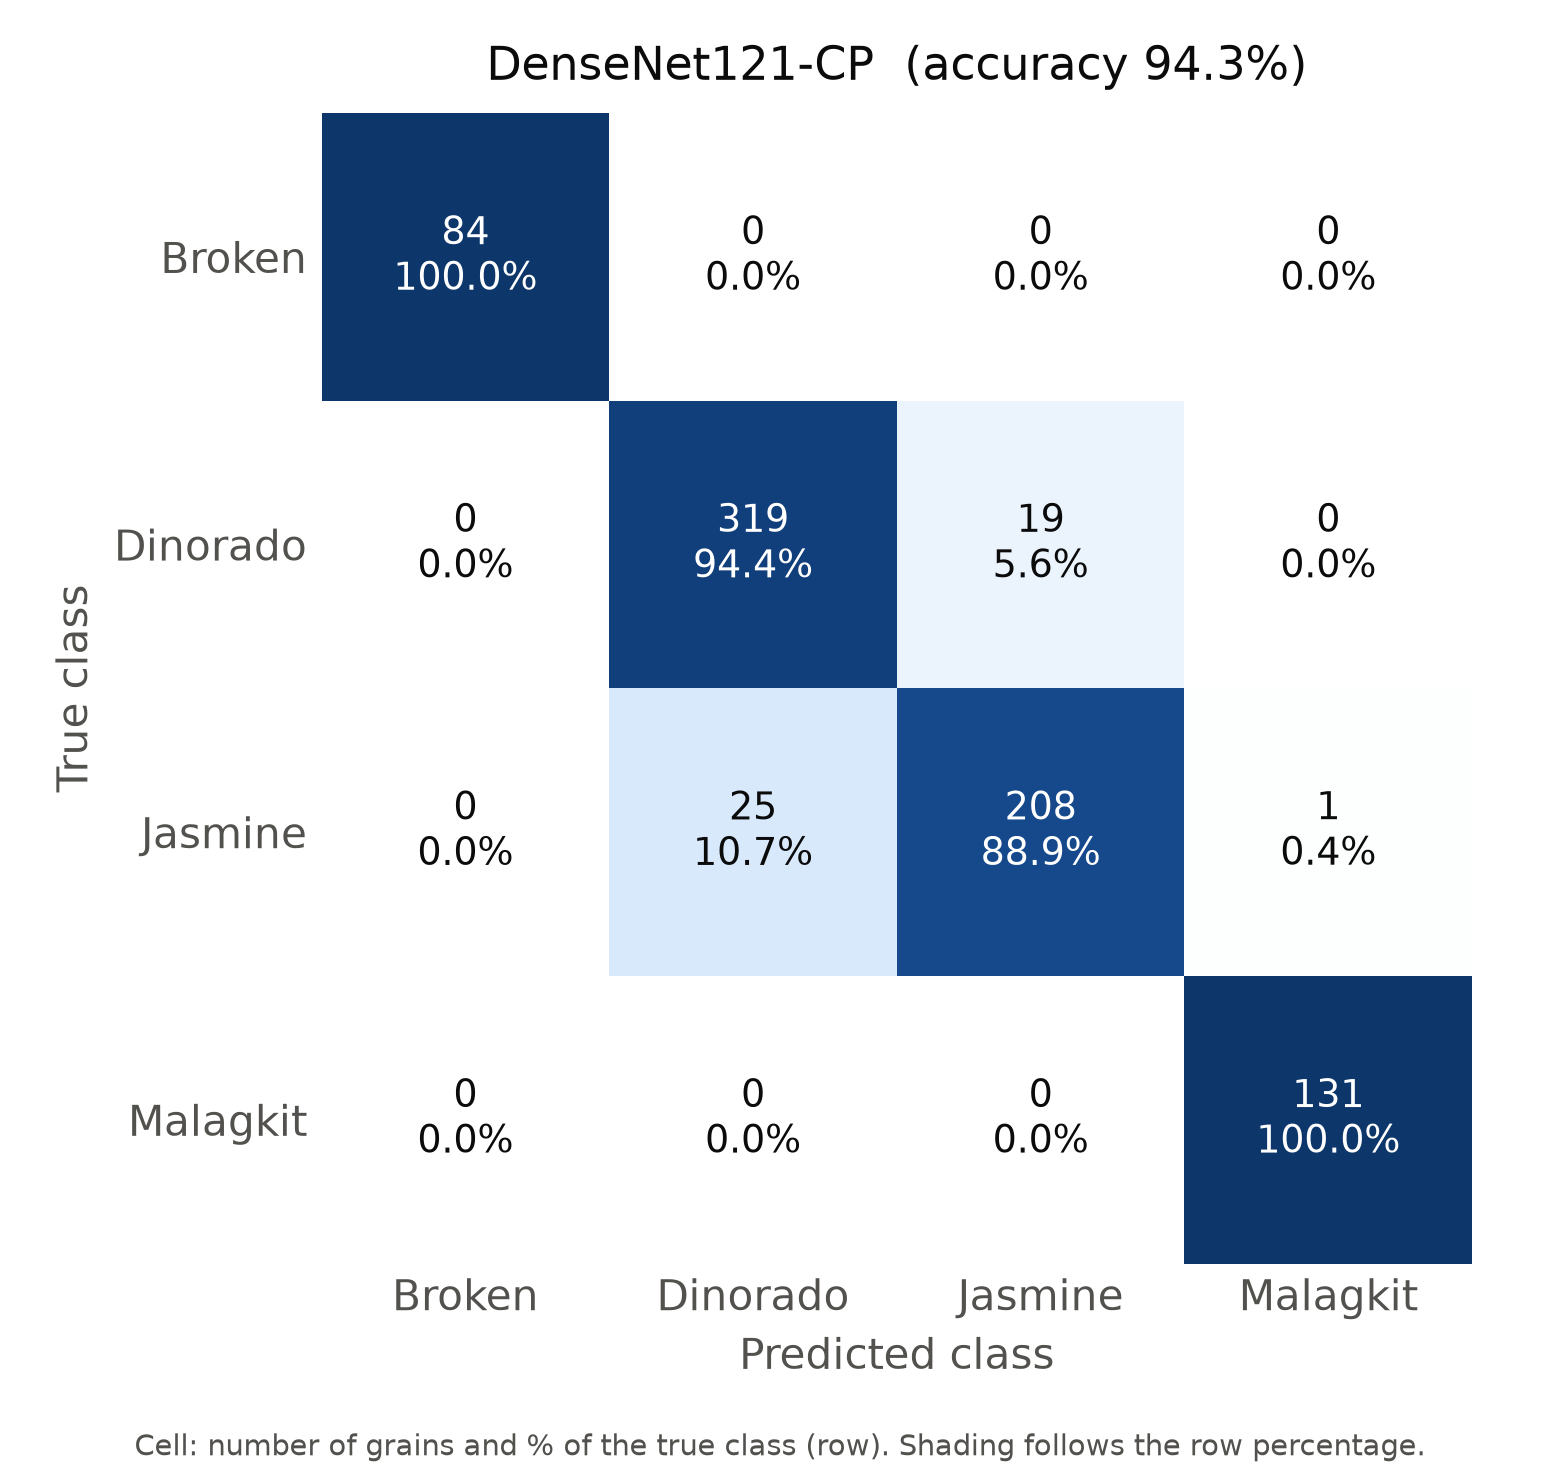 DenseNet121-CP  (accuracy 94.3%)
Broken
84
100.0%
0
0.0%
0
0.0%
0
0.0%
Dinorado
0
0.0%
319
94.4%
19
5.6%
0
0.0%
True class
Jasmine
0
0.0%
25
10.7%
208
88.9%
1
0.4%
Malagkit
0
0.0%
0
0.0%
0
0.0%
131
100.0%
Broken
Dinorado
Jasmine
Malagkit
Predicted class
Cell: number of grains and % of the true class (row). Shading follows the row percentage.